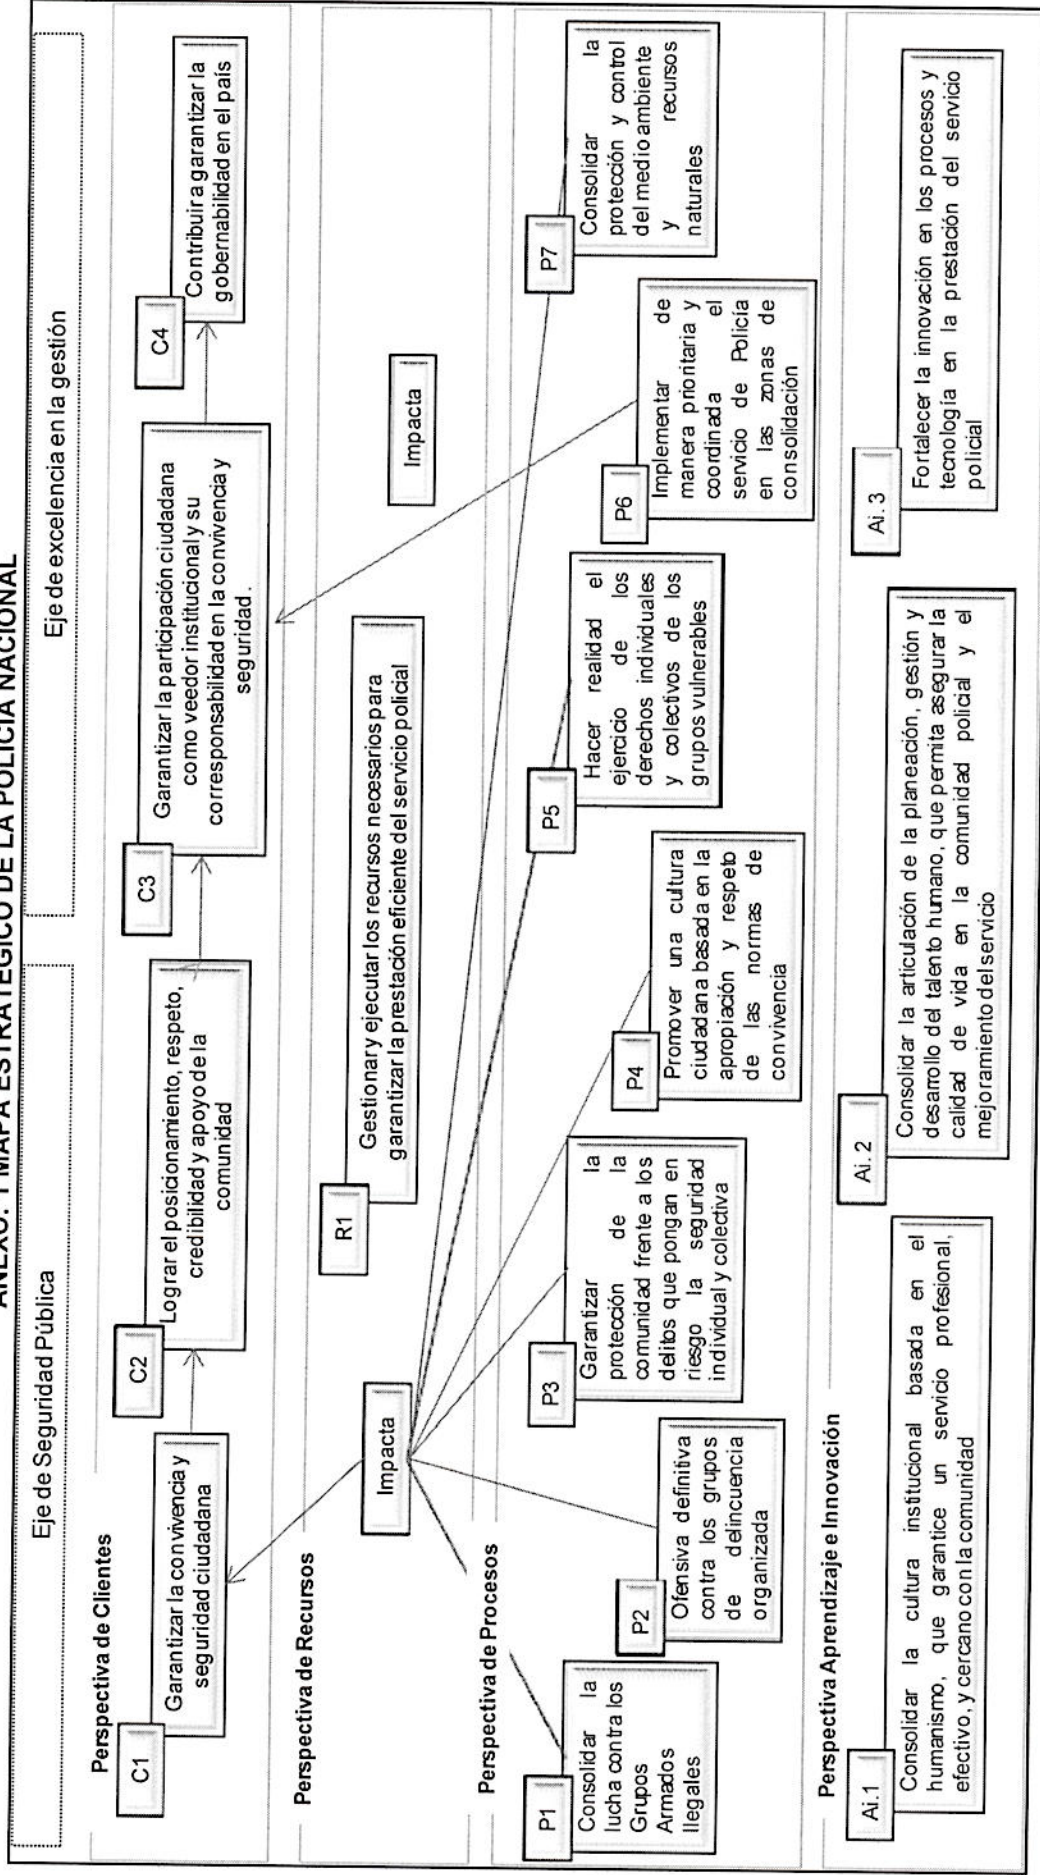 ANEXO. 1 MAPA ESTRATÉGICO DE LA POLICIA NACIONAL
Eje de Seguridad Pública
Eje de excelencia en la gestión
Perspectiva de Clientes
C1
Garantizar la convivencia y
seguridad ciudadana
C2
Lograr el posicionamiento, respeto,
credibilidad y apoyo de la
comunidad
C3
Garantizar la participación ciudadana
como veedor institucional y su
corresponsabilidad en la convivencia y
seguridad .
C4
Contribuir a garantizar la
gobernabilidad en el país
Perspectiva de Recursos
Impacta
R1
Gestionar y ejecutar los recursos necesarios para
garantizar la prestación eficiente del servicio policial
Impacta
Perspectiva de Procesos
P1
Consolidar la
lucha contra los
Grupos
Armados
Ilegales
P2
Ofensiva definitiva
contra los grupos
de delincuencia
organizada
P3
Garantizar la
protección de la
comunidad frente a los
delitos que pongan en
riesgo la seguridad
individual y colectiva
P4
Promover una cultura
ciudadana basada en la
apropiación y respeto
de las normas de
convivencia
P5
Hacer realidad el
ejercicio de los
derechos individuales
y colectivos de los
grupos vulnerables
P6
Implementar de
manera prioritaria y
coordinada el
servicio de Policía
en las zonas de
consolidación
P7
Consolidar la
protección y control
del medio ambiente
y recursos
naturales
Perspectiva Aprendizaje e Innovación
Ai.1
Consolidar la cultura institucional basada en el
humanismo, que garantice un servicio profesional,
efectivo, y cercano con la comunidad
Ai. 2
Consolidar la articulación de la planeación, gestión y
desarrollo del talento humano, que permita asegurar la
calidad de vida en la comunidad policial y el
mejoramiento del servicio
Ai. 3
Fortalecer la innovación en los procesos y
tecnología en la prestación del servicio
policial